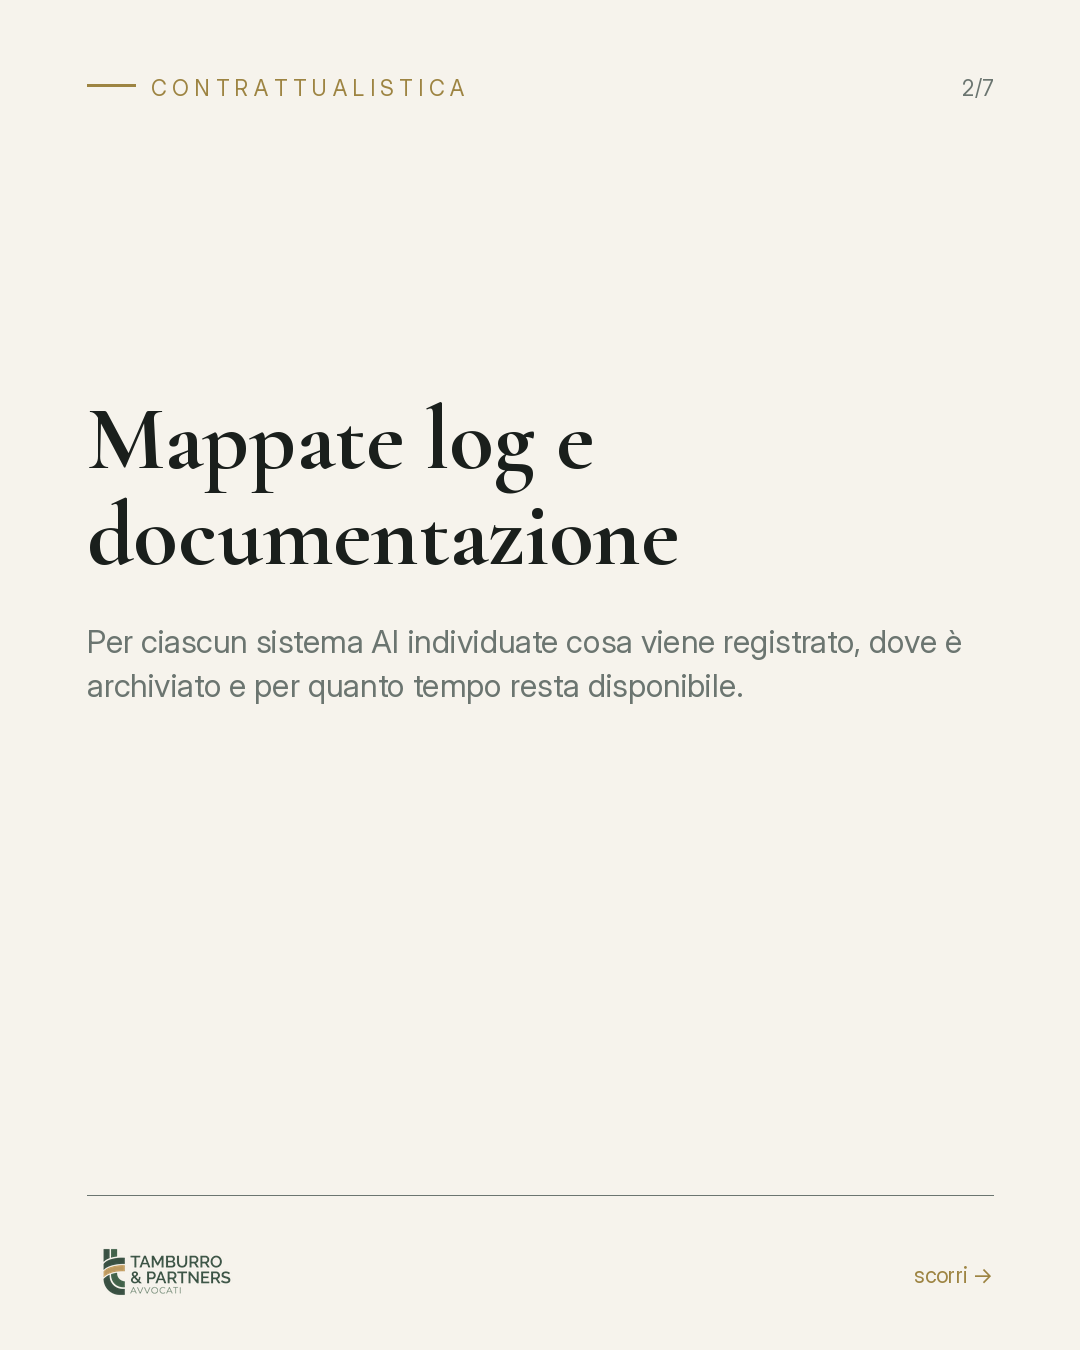 CONTRATTUALISTICA
2/7
Mappate log e
documentazione
Per ciascun sistema AI individuate cosa viene registrato, dove è
archiviato e per quanto tempo resta disponibile.
TAMBURRO
& PARTNERS
AVVOCATI
scorri →